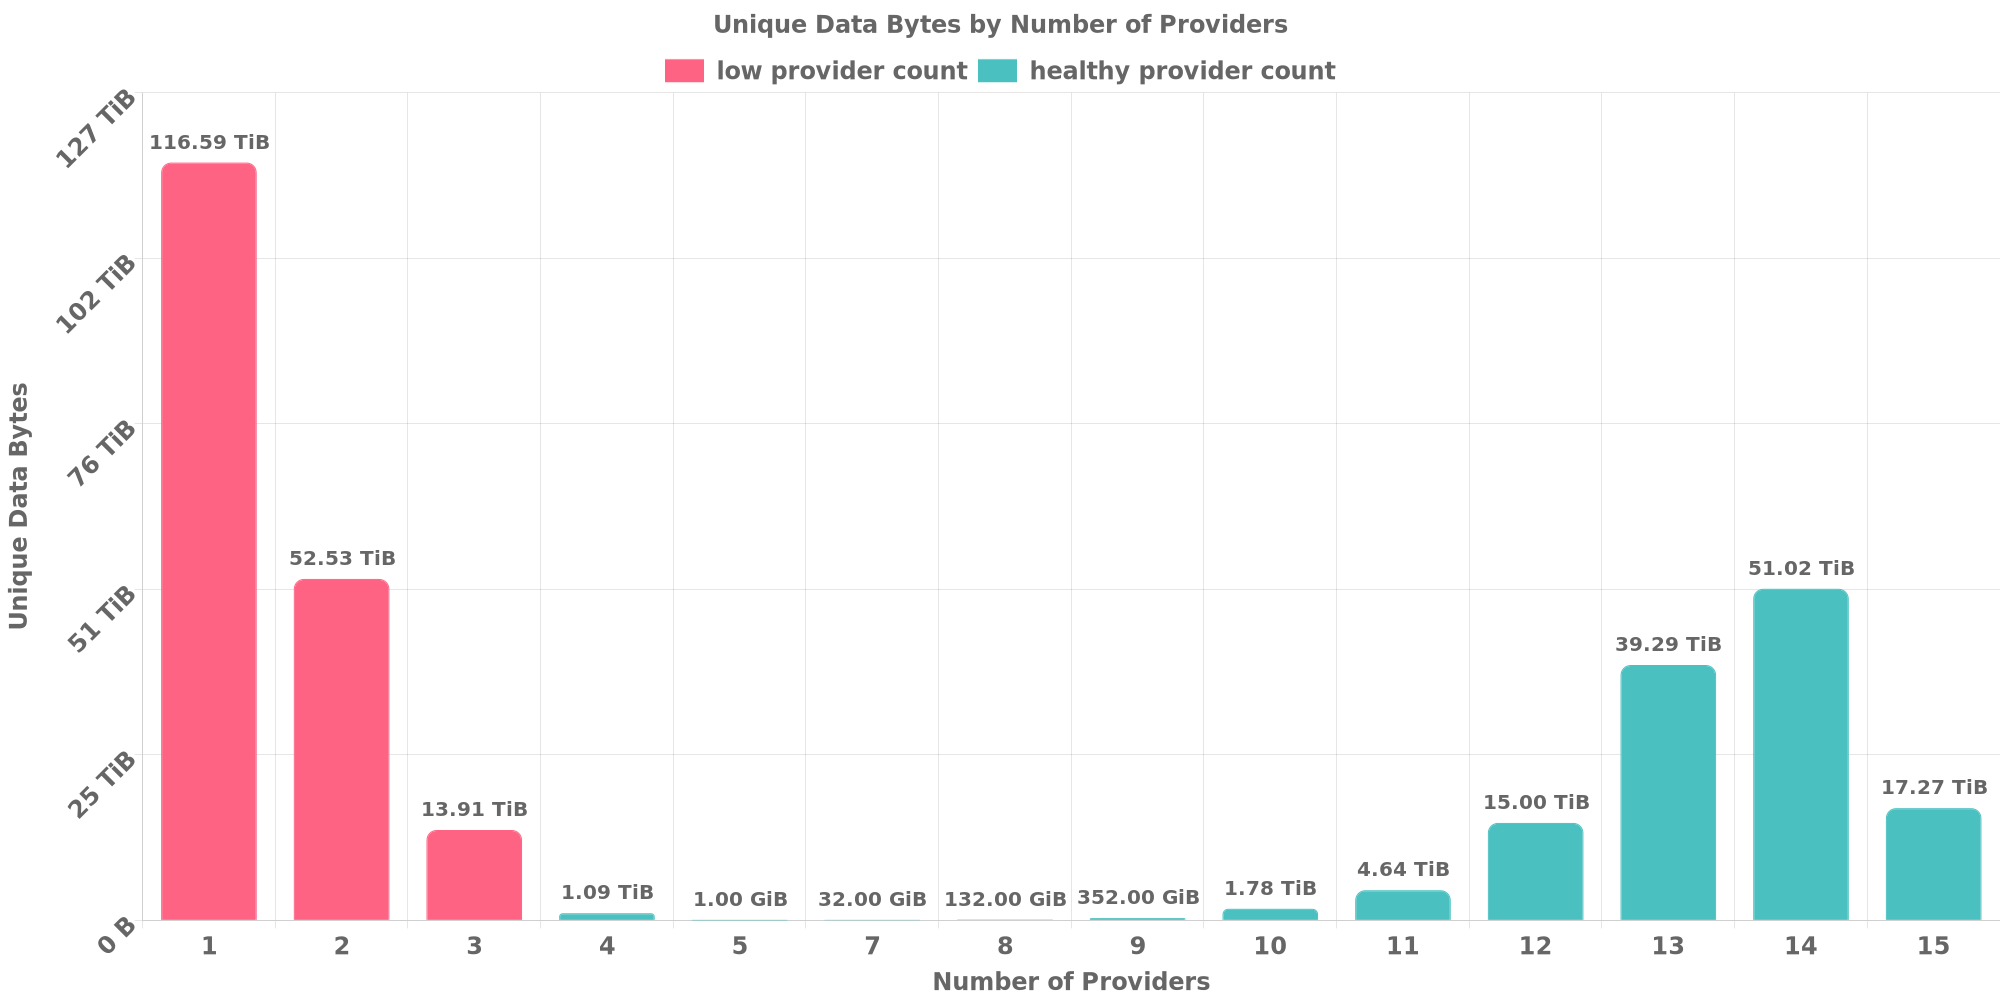 Unique Data Bytes by Number of Providers
low provider count healthy provider count
127 TiB
102 TiB
76 TiB
51 TiB
25 TiB
0 B
Unique Data Bytes
116.59 TiB
52.53 TiB
13.91 TiB
1.09 TiB
1.00 GiB
32.00 GiB
132.00 GiB
352.00 GiB
1.78 TiB
4.64 TiB
15.00 TiB
39.29 TiB
51.02 TiB
17.27 TiB
1 2 3 4 5 7 8 9 10 11 12 13 14 15
Number of Providers